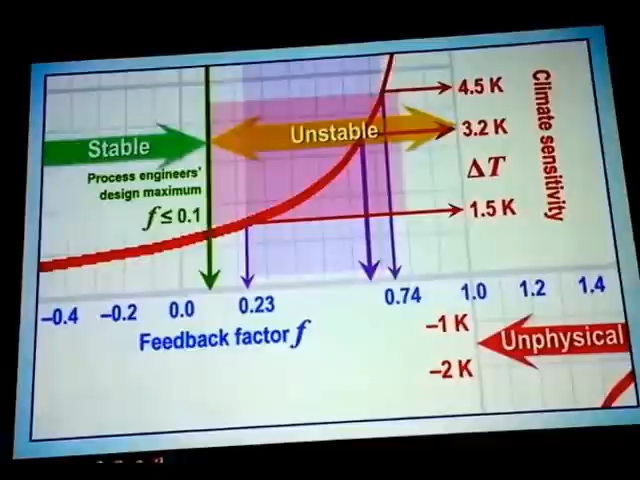 4.5 K
Unstable
3.2 K
Climate sensitivity
Stable
Process engineers'
design maximum
f ≤ 0.1
ΔT
1.5 K
–0.4 –0.2 0.0 0.23 0.74 1.0 1.2 1.4
Feedback factor f
–1 K
Unphysical
–2 K